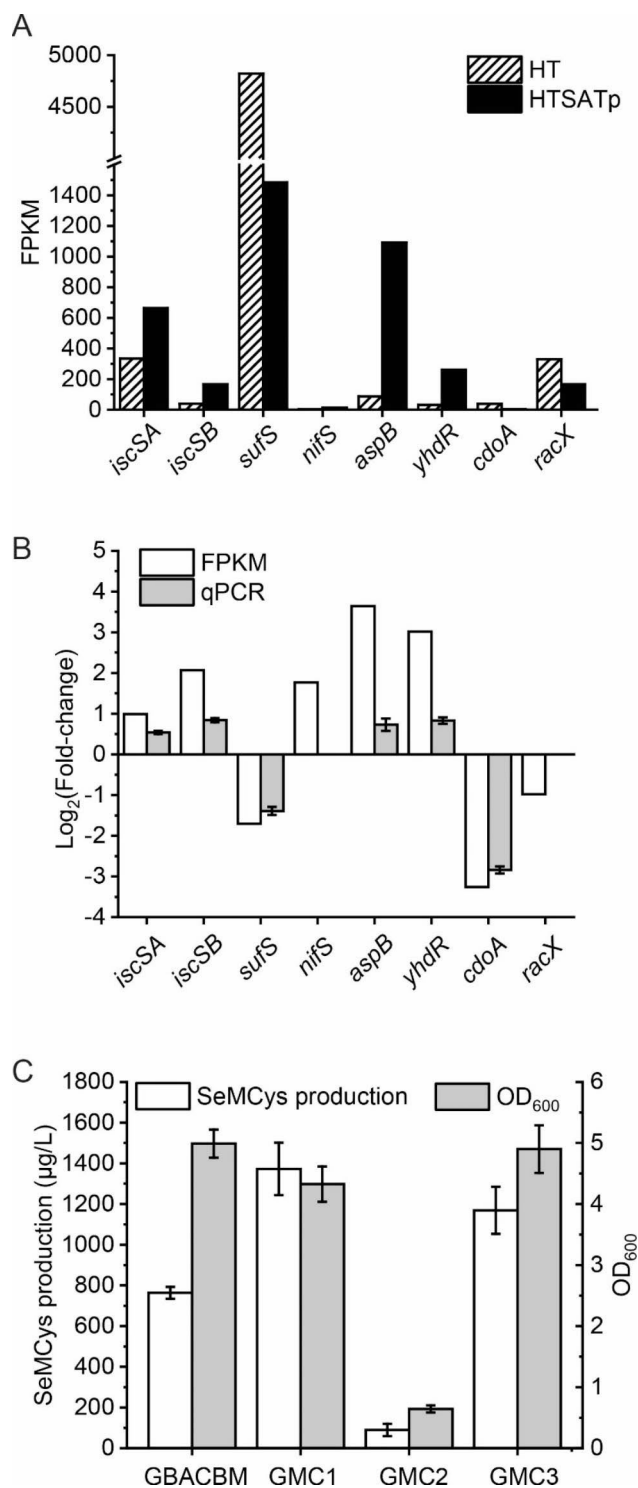 A
5000
4500
1400
1200
1000
800
600
400
200
0
FPKM
HT
HTSATp
iscSA iscSB sufS nifS aspB yhdR cdoA racX
B
5
4
3
2
1
0
-1
-2
-3
-4
Log₂(Fold-change)
FPKM
qPCR
iscSA iscSB sufS nifS aspB yhdR cdoA racX
C
1800
1600
1400
1200
1000
800
600
400
200
0
SeMCys production (µg/L)
SeMCys production OD₆₀₀
6
5
4
3
2
1
0
OD₆₀₀
GBACBM GMC1 GMC2 GMC3